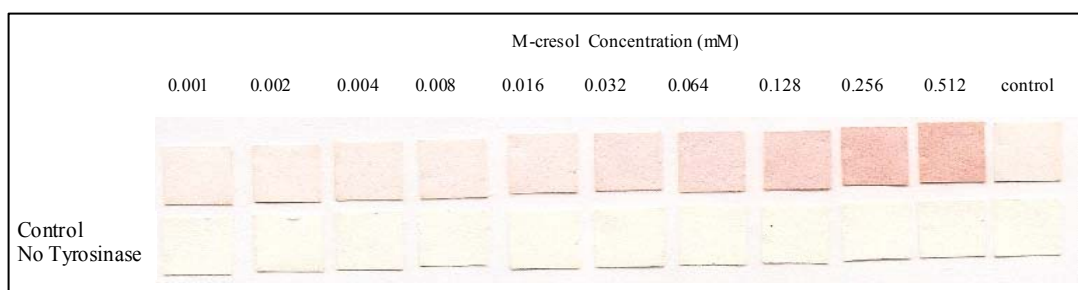 M-cresol Concentration (mM)
0.001 0.002 0.004 0.008 0.016 0.032 0.064 0.128 0.256 0.512 control
Control
No Tyrosinase